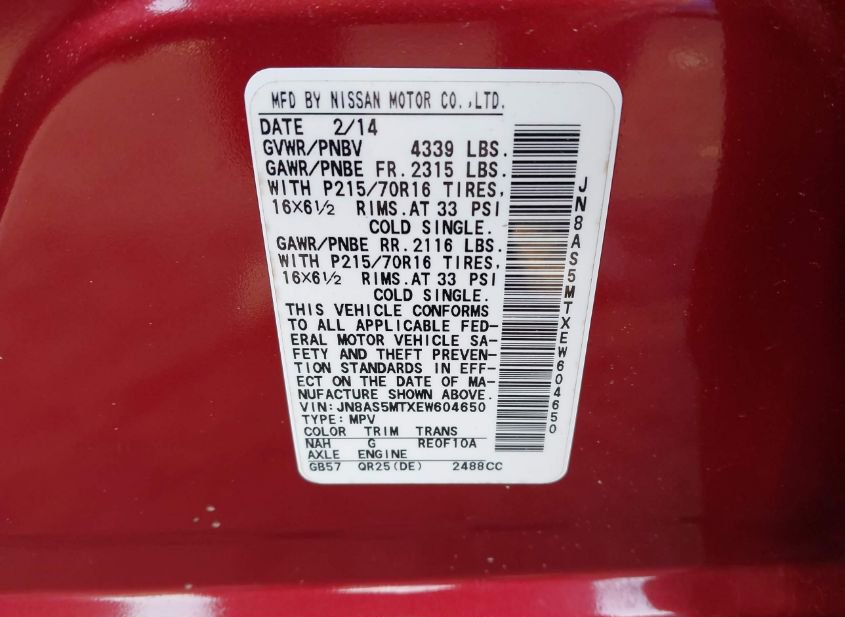 MFD BY NISSAN MOTOR CO.,LTD.
DATE 2/14
GVWR/PNBV 4339 LBS.
GAWR/PNBE FR.2315 LBS.
WITH P215/70R16 TIRES,
16X6½ RIMS.AT 33 PSI
COLD SINGLE.
GAWR/PNBE RR.2116 LBS.
WITH P215/70R16 TIRES,
16X6½ RIMS.AT 33 PSI
COLD SINGLE.
THIS VEHICLE CONFORMS
TO ALL APPLICABLE FED-
ERAL MOTOR VEHICLE SA-
FETY AND THEFT PREVEN-
TION STANDARDS IN EFF-
ECT ON THE DATE OF MA-
NUFACTURE SHOWN ABOVE.
VIN:JN8AS5MTXEW604650
TYPE:MPV
COLOR TRIM TRANS
NAH G RE0F10A
AXLE ENGINE
GB57 QR25(DE) 2488CC
JN8AS5MTXEW604650